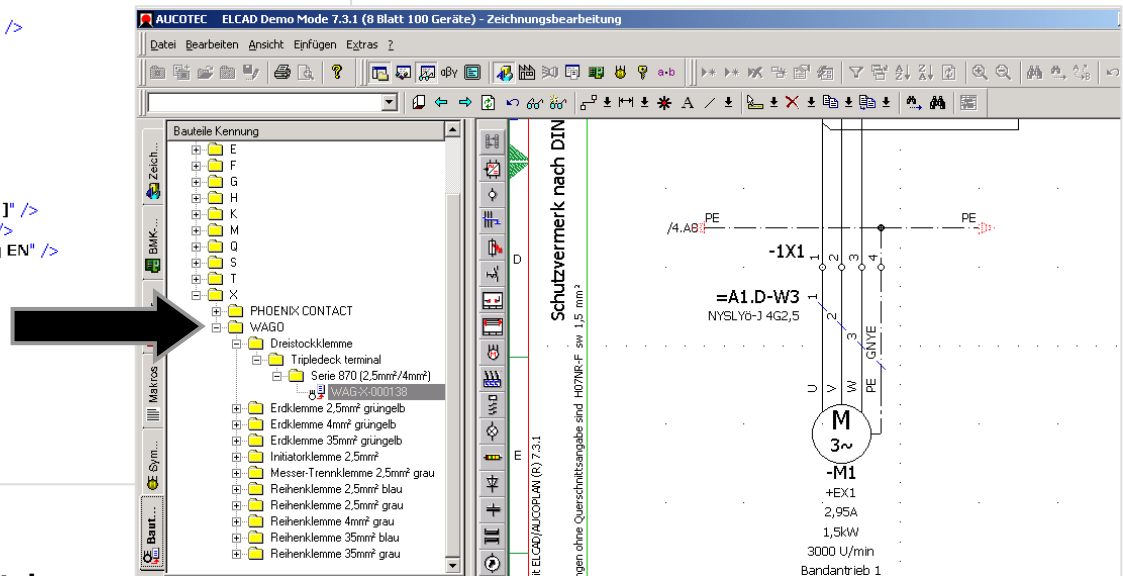 />
]" />
/>
EN" />
AUCOTEC ELCAD Demo Mode 7.3.1 (8 Blatt 100 Geräte) - Zeichnungsbearbeitung
Datei Bearbeiten Ansicht Einfügen Extras ?
αβγ
a-b
A
Bauteile Kennung
E
F
G
H
K
M
Q
S
T
X
PHOENIX CONTACT
WAGO
Dreistockklemme
Tripledeck terminal
Serie 870 (2,5mm²/4mm²)
WAG-X-000138
Erdklemme 2,5mm² grüngelb
Erdklemme 4mm² grüngelb
Erdklemme 35mm² grüngelb
Initiatorklemme 2,5mm²
Messer-Trennklemme 2,5mm² grau
Reihenklemme 2,5mm² blau
Reihenklemme 2,5mm² grau
Reihenklemme 4mm² grau
Reihenklemme 35mm² blau
Reihenklemme 35mm² grau
Zeich...
BMK-...
Makros
Sym...
Baut...
D
E
Schutzvermerk nach DIN
ngen ohne Querschnittsangabe sind H07NR-F sw 1,5 mm²
it ELCAD/AUCOPLAN (R) 7.3.1
/4.A8
PE
PE
-1X1
1
2
3
4
=A1.D-W3
NYSLYö-J 4G2,5
1
2
3
GNYE
U
V
W
PE
M
3~
-M1
+EX1
2,95A
1,5kW
3000 U/min
Bandantrieb 1